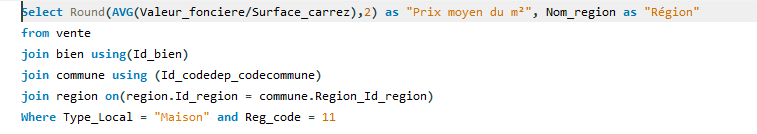 Select Round(AVG(Valeur_fonciere/Surface_carrez),2) as "Prix moyen du m²", Nom_region as "Région"
from vente
join bien using(Id_bien)
join commune using (Id_codedep_codecommune)
join region on(region.Id_region = commune.Region_Id_region)
Where Type_Local = "Maison" and Reg_code = 11